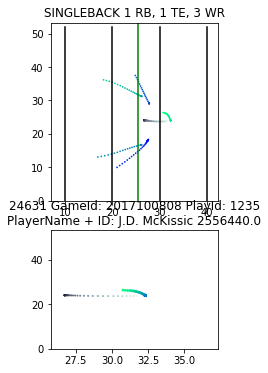 SINGLEBACK 1 RB, 1 TE, 3 WR
50
40
30
20
10
0
10 20 30 40
24631 GameId: 2017100808 PlayId: 1235
PlayerName + ID: J.D. McKissic 2556440.0
40
20
0
27.5 30.0 32.5 35.0